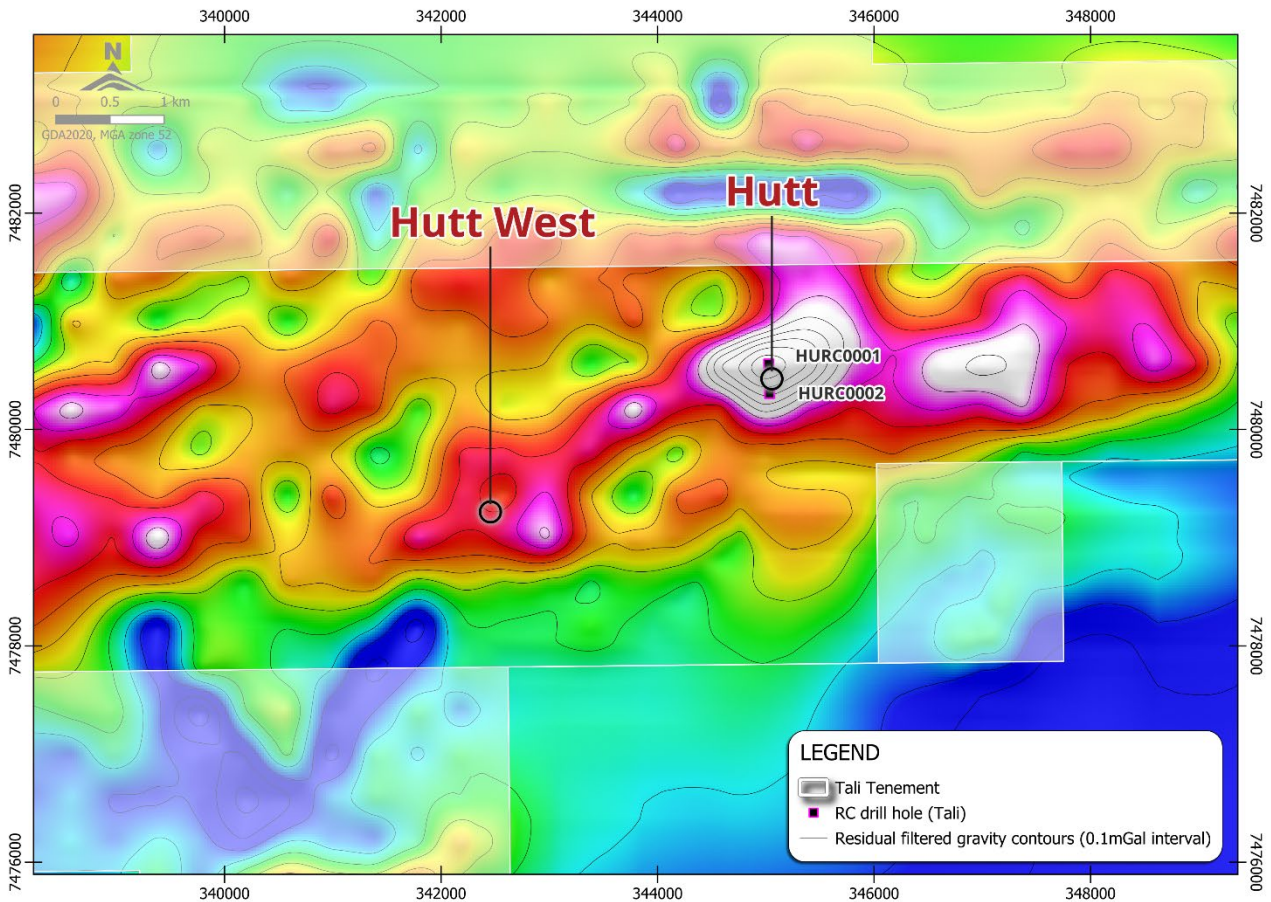 340000 342000 344000 346000 348000
N
0 0.5 1 km
GDA2020, MGA zone 52
7482000
7480000
7478000
7476000
Hutt
Hutt West
HURC0001
HURC0002
7482000
7480000
7478000
7476000
LEGEND
Tali Tenement
RC drill hole (Tali)
Residual filtered gravity contours (0.1mGal interval)
340000 342000 344000 346000 348000